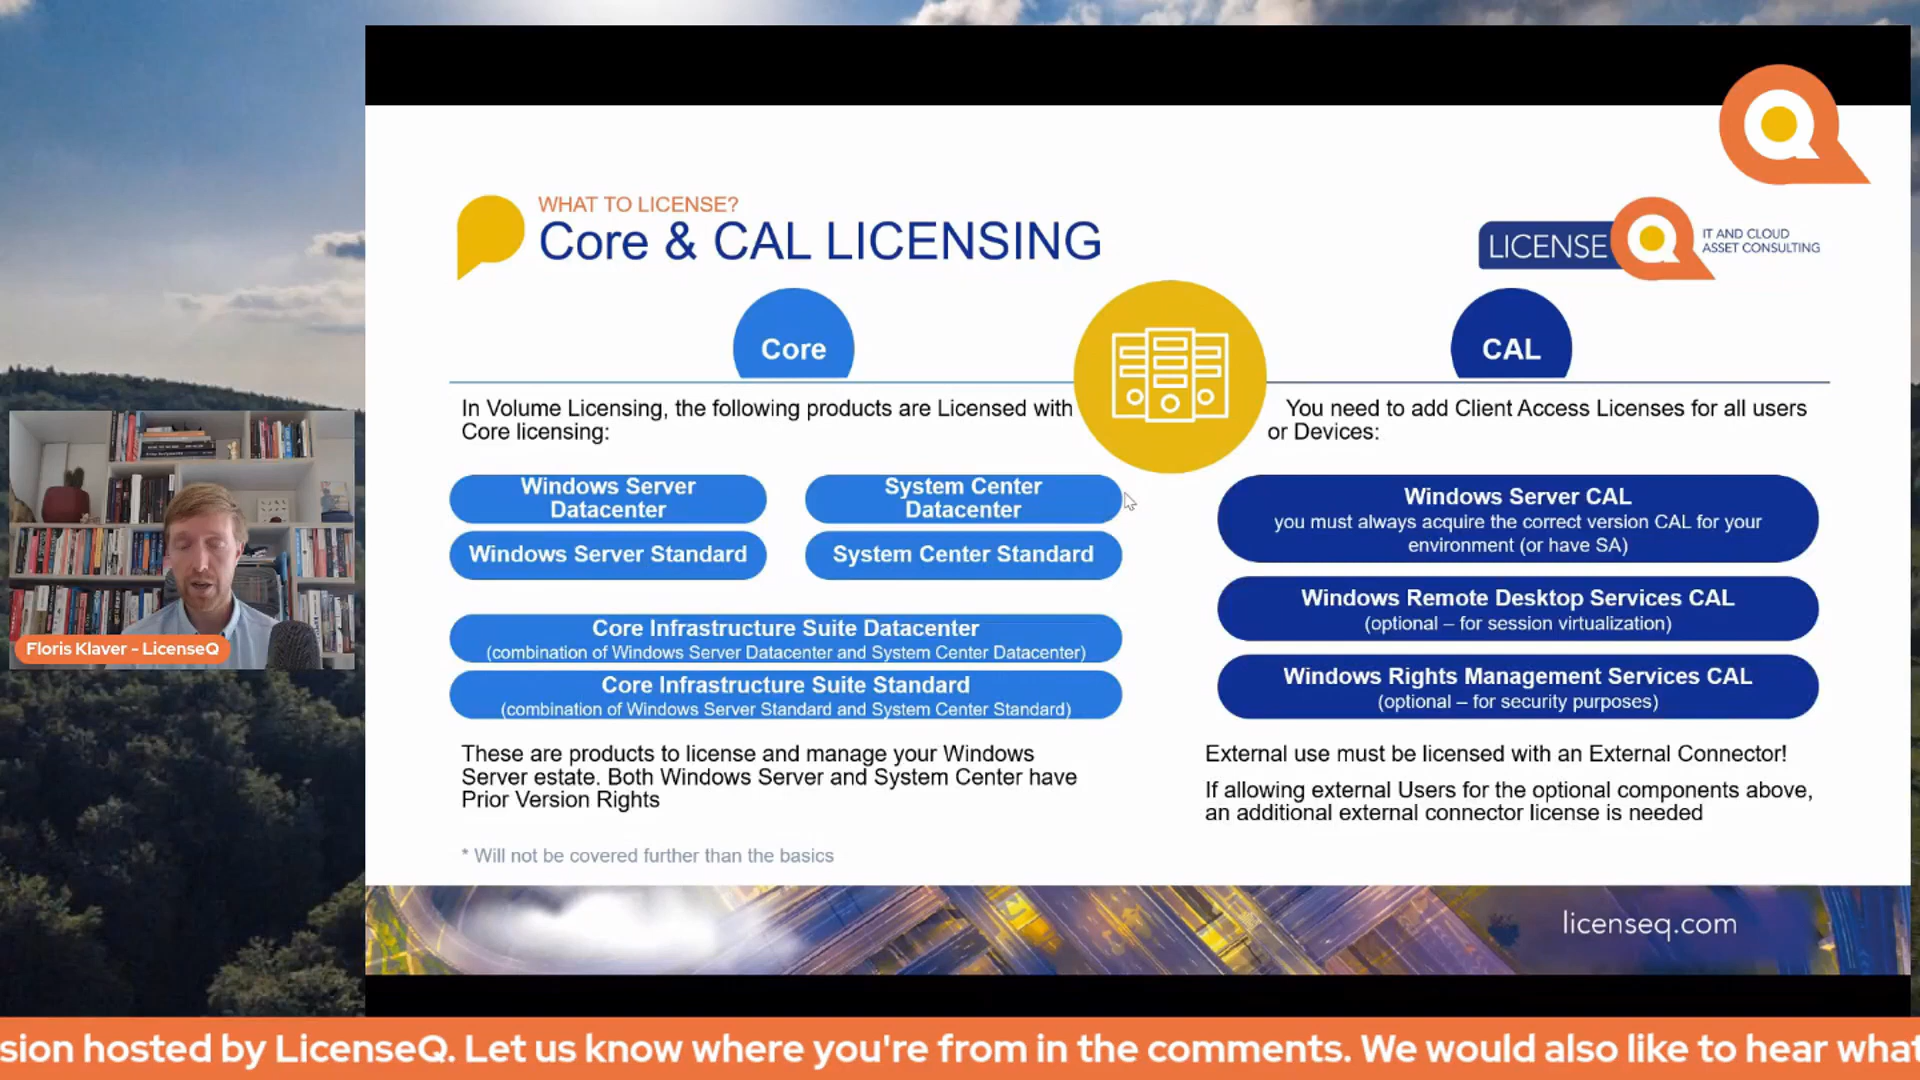 WHAT TO LICENSE?
Core & CAL LICENSING
LICENSE
IT AND CLOUD
ASSET CONSULTING
Core
CAL
In Volume Licensing, the following products are Licensed with
Core licensing:
Windows Server
Datacenter
System Center
Datacenter
Windows Server Standard
System Center Standard
Core Infrastructure Suite Datacenter
(combination of Windows Server Datacenter and System Center Datacenter)
Core Infrastructure Suite Standard
(combination of Windows Server Standard and System Center Standard)
These are products to license and manage your Windows
Server estate. Both Windows Server and System Center have
Prior Version Rights
* Will not be covered further than the basics
You need to add Client Access Licenses for all users
or Devices:
Windows Server CAL
you must always acquire the correct version CAL for your
environment (or have SA)
Windows Remote Desktop Services CAL
(optional – for session virtualization)
Windows Rights Management Services CAL
(optional – for security purposes)
External use must be licensed with an External Connector!
If allowing external Users for the optional components above,
an additional external connector license is needed
licenseq.com
Floris Klaver - LicenseQ
sion hosted by LicenseQ. Let us know where you're from in the comments. We would also like to hear what